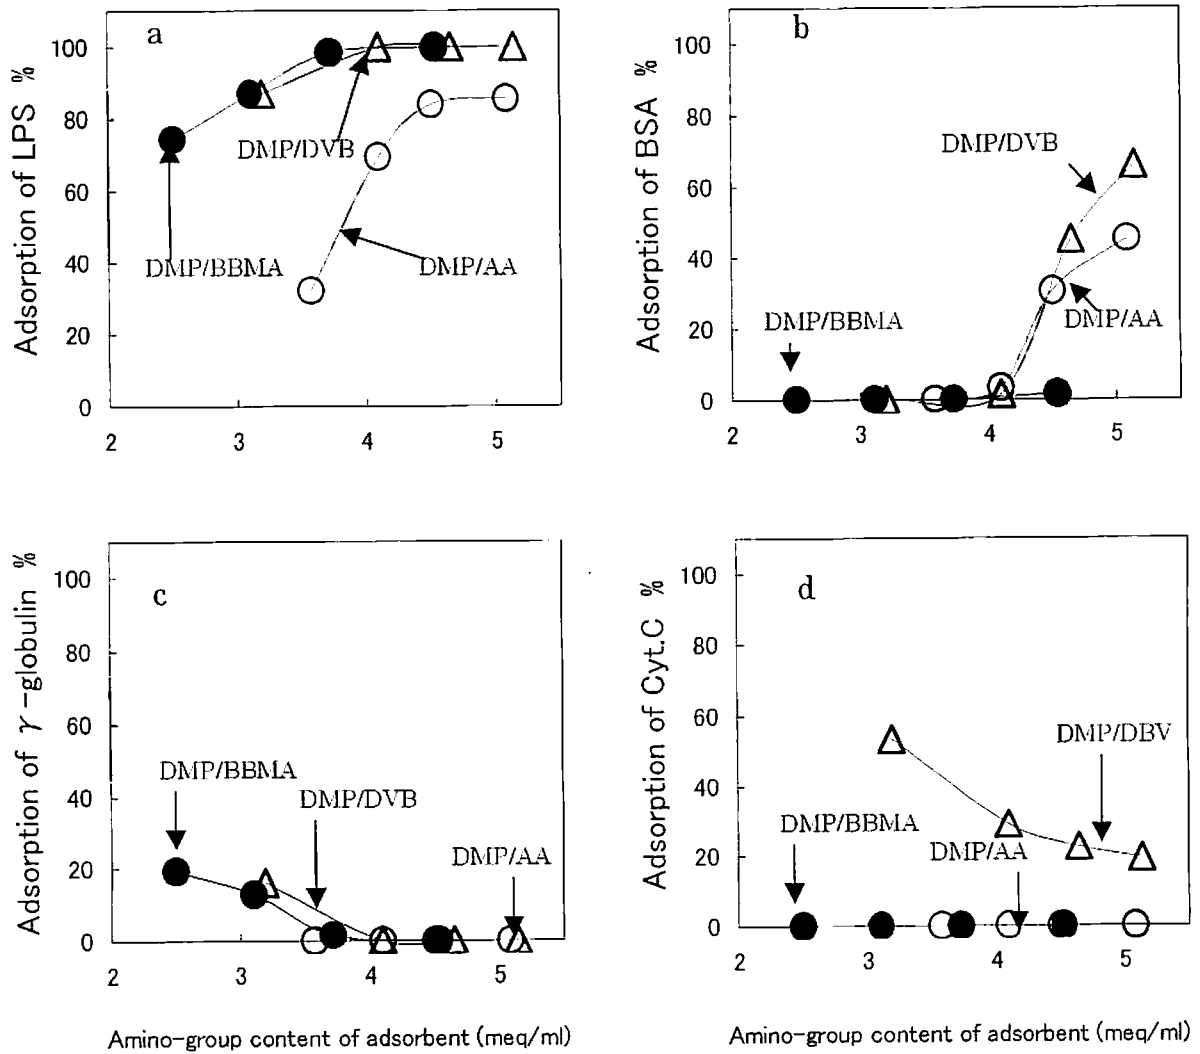 a
Adsorption of LPS %
100
80
60
40
20
0
2 3 4 5
DMP/DVB
DMP/BBMA
DMP/AA
b
Adsorption of BSA %
100
80
60
40
20
0
2 3 4 5
DMP/DVB
DMP/BBMA
DMP/AA
c
Adsorption of γ-globulin %
100
80
60
40
20
0
2 3 4 5
DMP/BBMA
DMP/DVB
DMP/AA
Amino-group content of adsorbent (meq/ml)
d
Adsorption of Cyt.C %
100
80
60
40
20
0
2 3 4 5
DMP/DBV
DMP/BBMA
DMP/AA
Amino-group content of adsorbent (meq/ml)